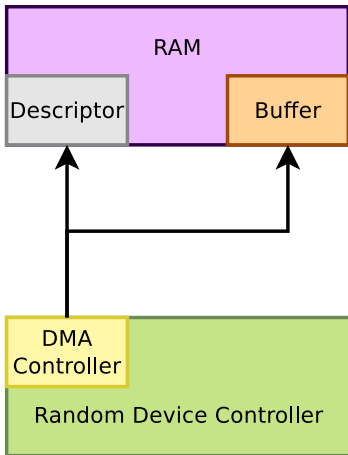 RAM
Descriptor
Buffer
DMA
Controller
Random Device Controller